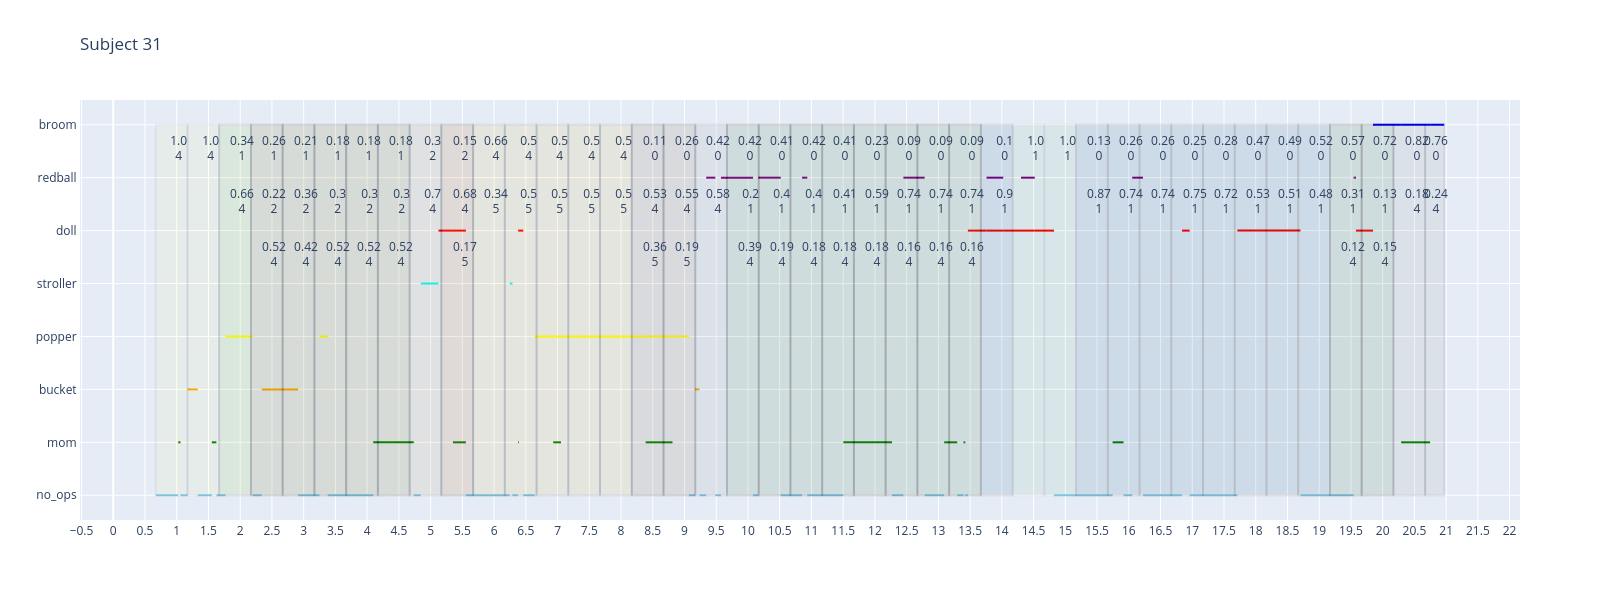 Subject 31
broom
1.0 1.0 0.34 0.26 0.21 0.18 0.18 0.18 0.3 0.15 0.66 0.5 0.5 0.5 0.5 0.11 0.26 0.42 0.42 0.41 0.42 0.41 0.23 0.09 0.09 0.09 0.1 1.0 1.0 0.13 0.26 0.26 0.25 0.28 0.47 0.49 0.52 0.57 0.72 0.82 0.76
4 4 1 1 1 1 1 1 2 2 4 4 4 4 4 0 0 0 0 0 0 0 0 0 0 0 0 1 1 0 0 0 0 0 0 0 0 0 0 0 0
redball
0.66 0.22 0.36 0.3 0.3 0.3 0.7 0.68 0.34 0.5 0.5 0.5 0.5 0.53 0.55 0.58 0.2 0.4 0.4 0.41 0.59 0.74 0.74 0.74 0.9 0.87 0.74 0.74 0.75 0.72 0.53 0.51 0.48 0.31 0.13 0.18 0.24
4 2 2 2 2 2 4 4 5 5 5 5 5 4 4 4 1 1 1 1 1 1 1 1 1 1 1 1 1 1 1 1 1 1 1 4 4
doll
0.52 0.42 0.52 0.52 0.52 0.17 0.36 0.19 0.39 0.19 0.18 0.18 0.18 0.16 0.16 0.16 0.12 0.15
4 4 4 4 4 5 5 5 4 4 4 4 4 4 4 4 4 4
stroller
popper
bucket
mom
no_ops
−0.5 0 0.5 1 1.5 2 2.5 3 3.5 4 4.5 5 5.5 6 6.5 7 7.5 8 8.5 9 9.5 10 10.5 11 11.5 12 12.5 13 13.5 14 14.5 15 15.5 16 16.5 17 17.5 18 18.5 19 19.5 20 20.5 21 21.5 22